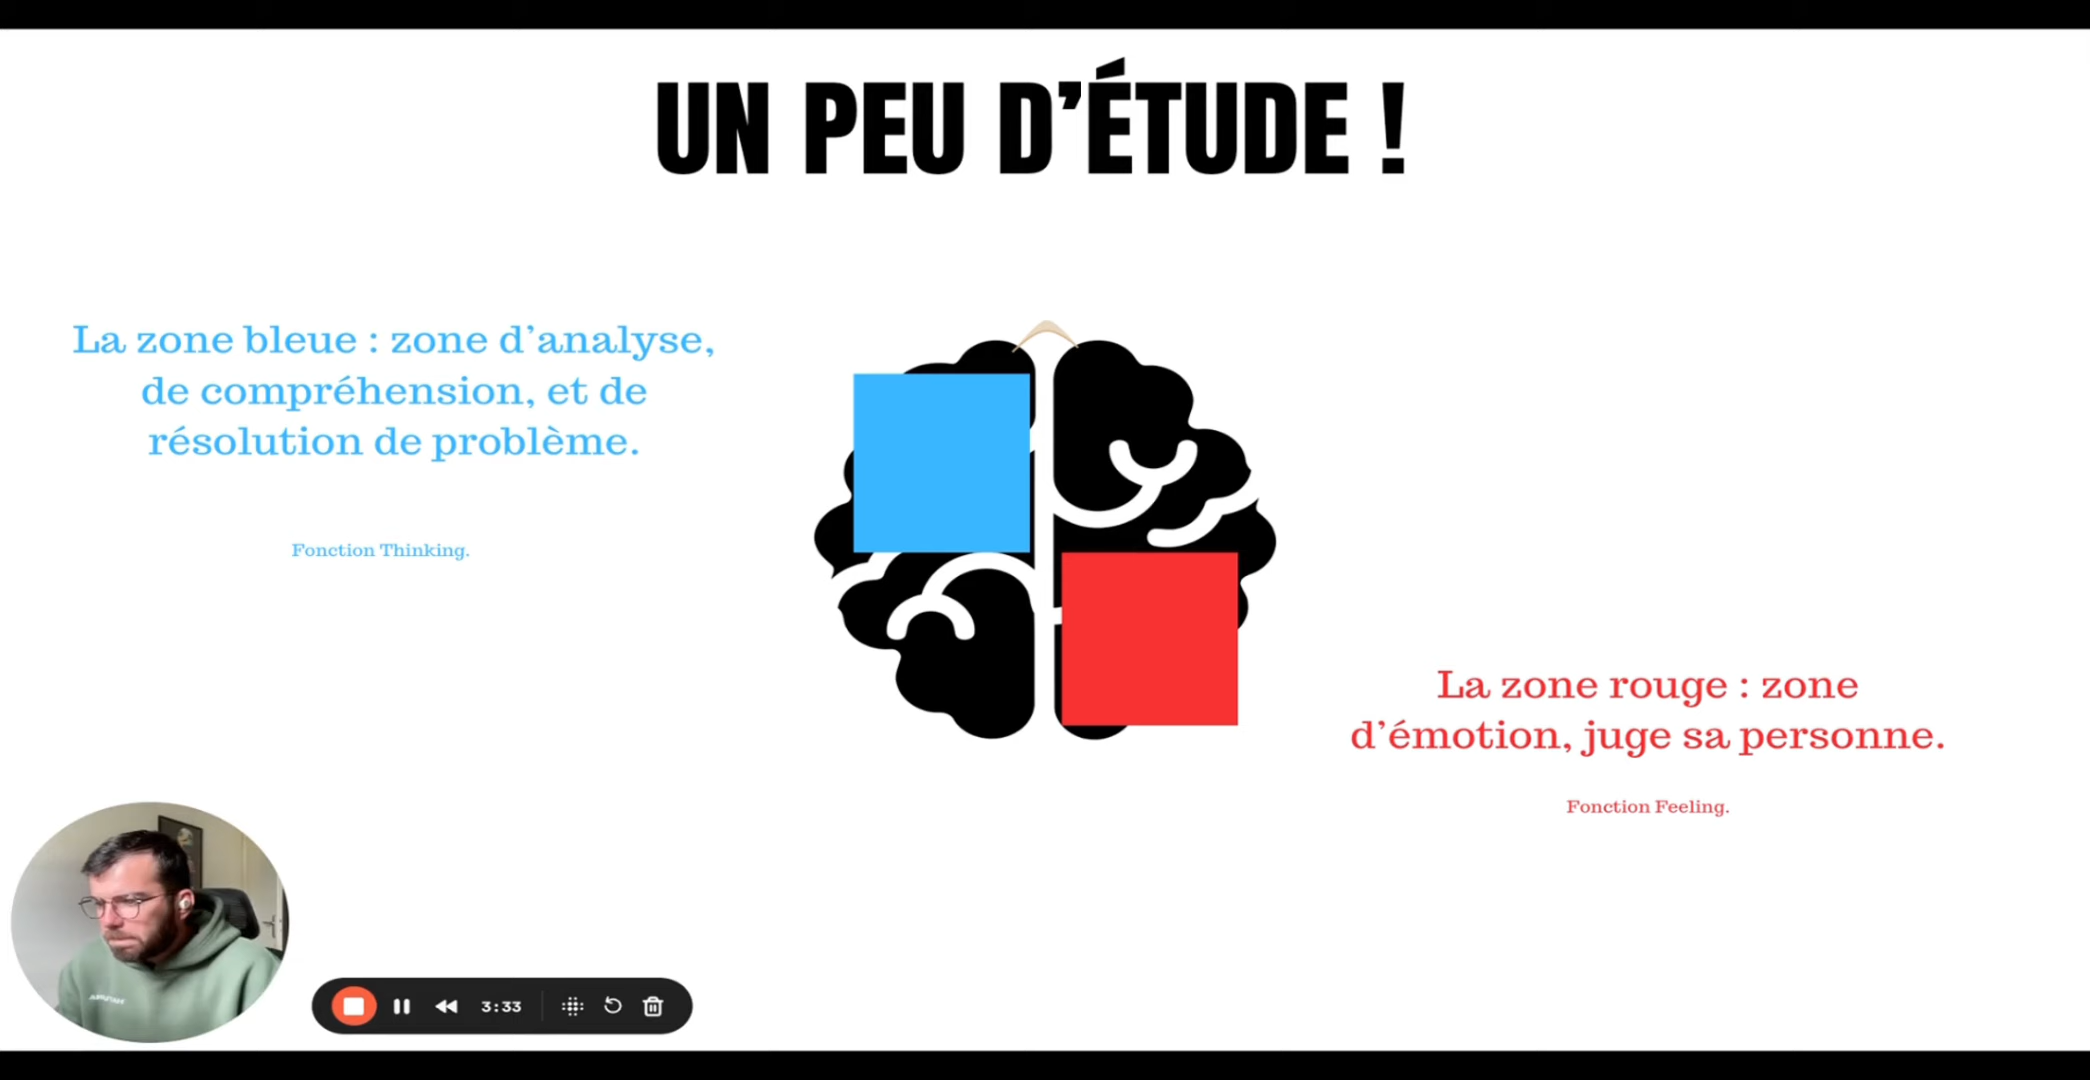 UN PEU D’ÉTUDE !
La zone bleue : zone d’analyse,
de compréhension, et de
résolution de problème.
Fonction Thinking.
La zone rouge : zone
d’émotion, juge sa personne.
Fonction Feeling.
3:33